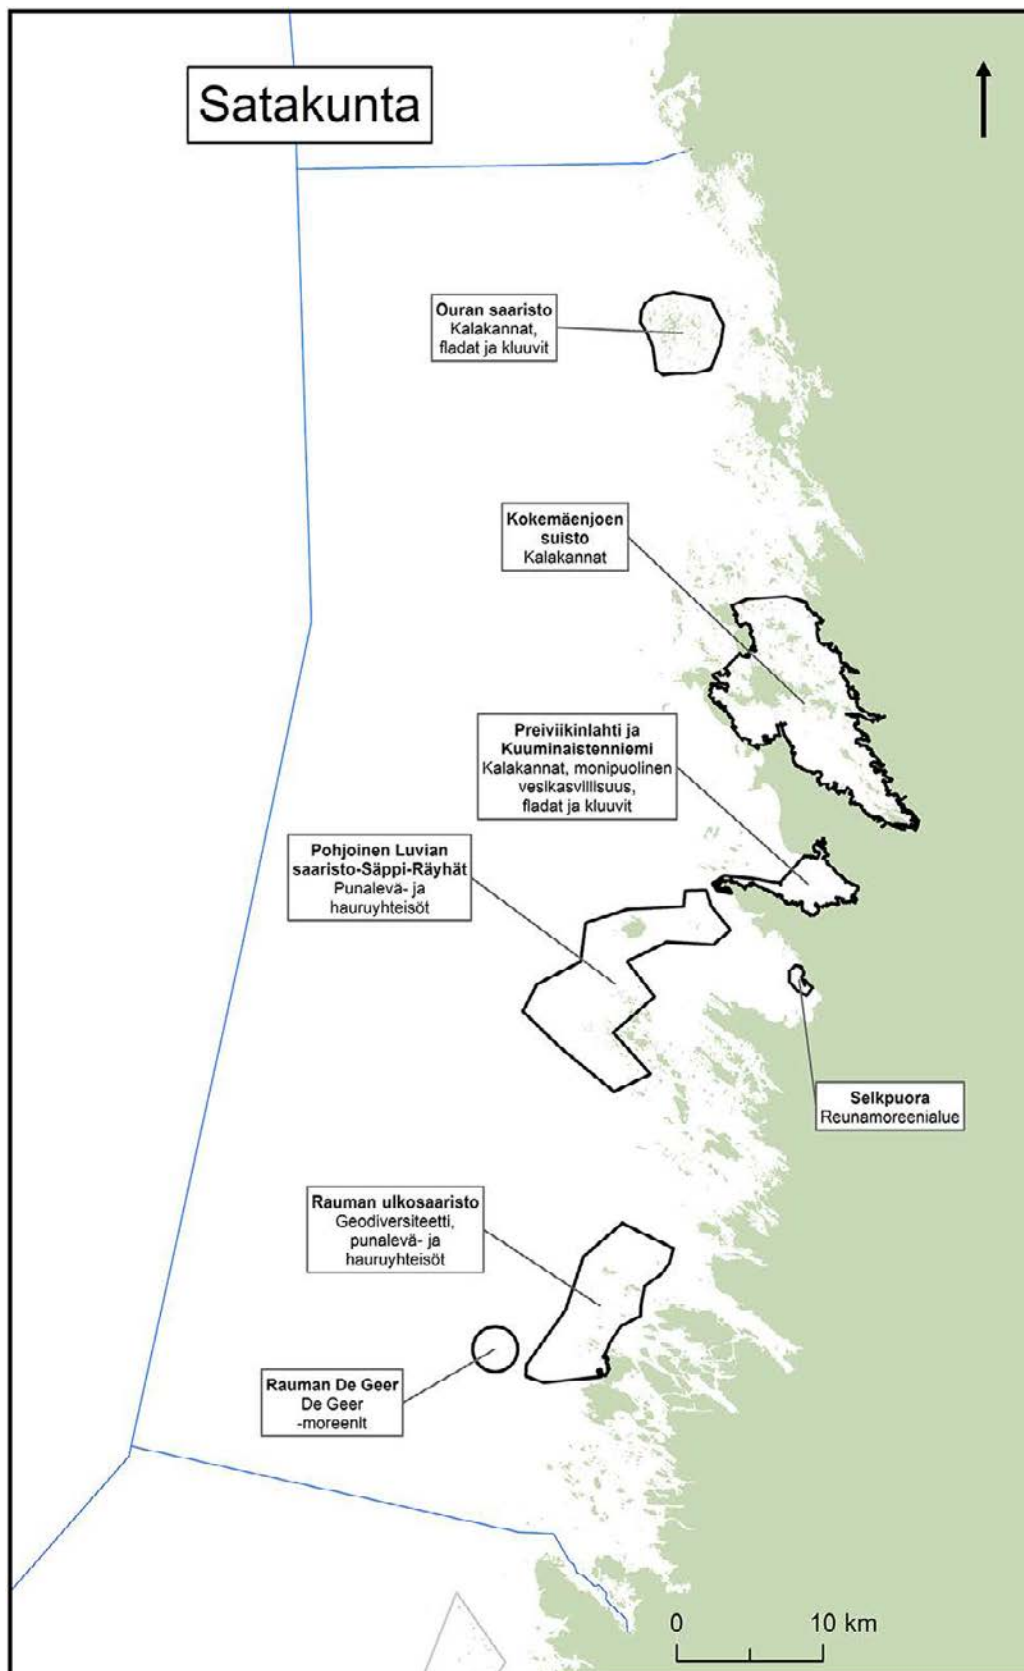 Satakunta
Ouran saaristo
Kalakannat,
fladat ja kluuvit
Kokemäenjoen
suisto
Kalakannat
Preiviikinlahti ja
Kuuminaistenniemi
Kalakannat, monipuolinen
vesikasvillisuus,
fladat ja kluuvit
Pohjoinen Luvian
saaristo-Säppi-Räyhät
Punalevä- ja
hauruyhteisöt
Selkpuora
Reunamoreenialue
Rauman ulkosaaristo
Geodiversiteetti,
punalevä- ja
hauruyhteisöt
Rauman De Geer
De Geer
-moreenit
0 10 km